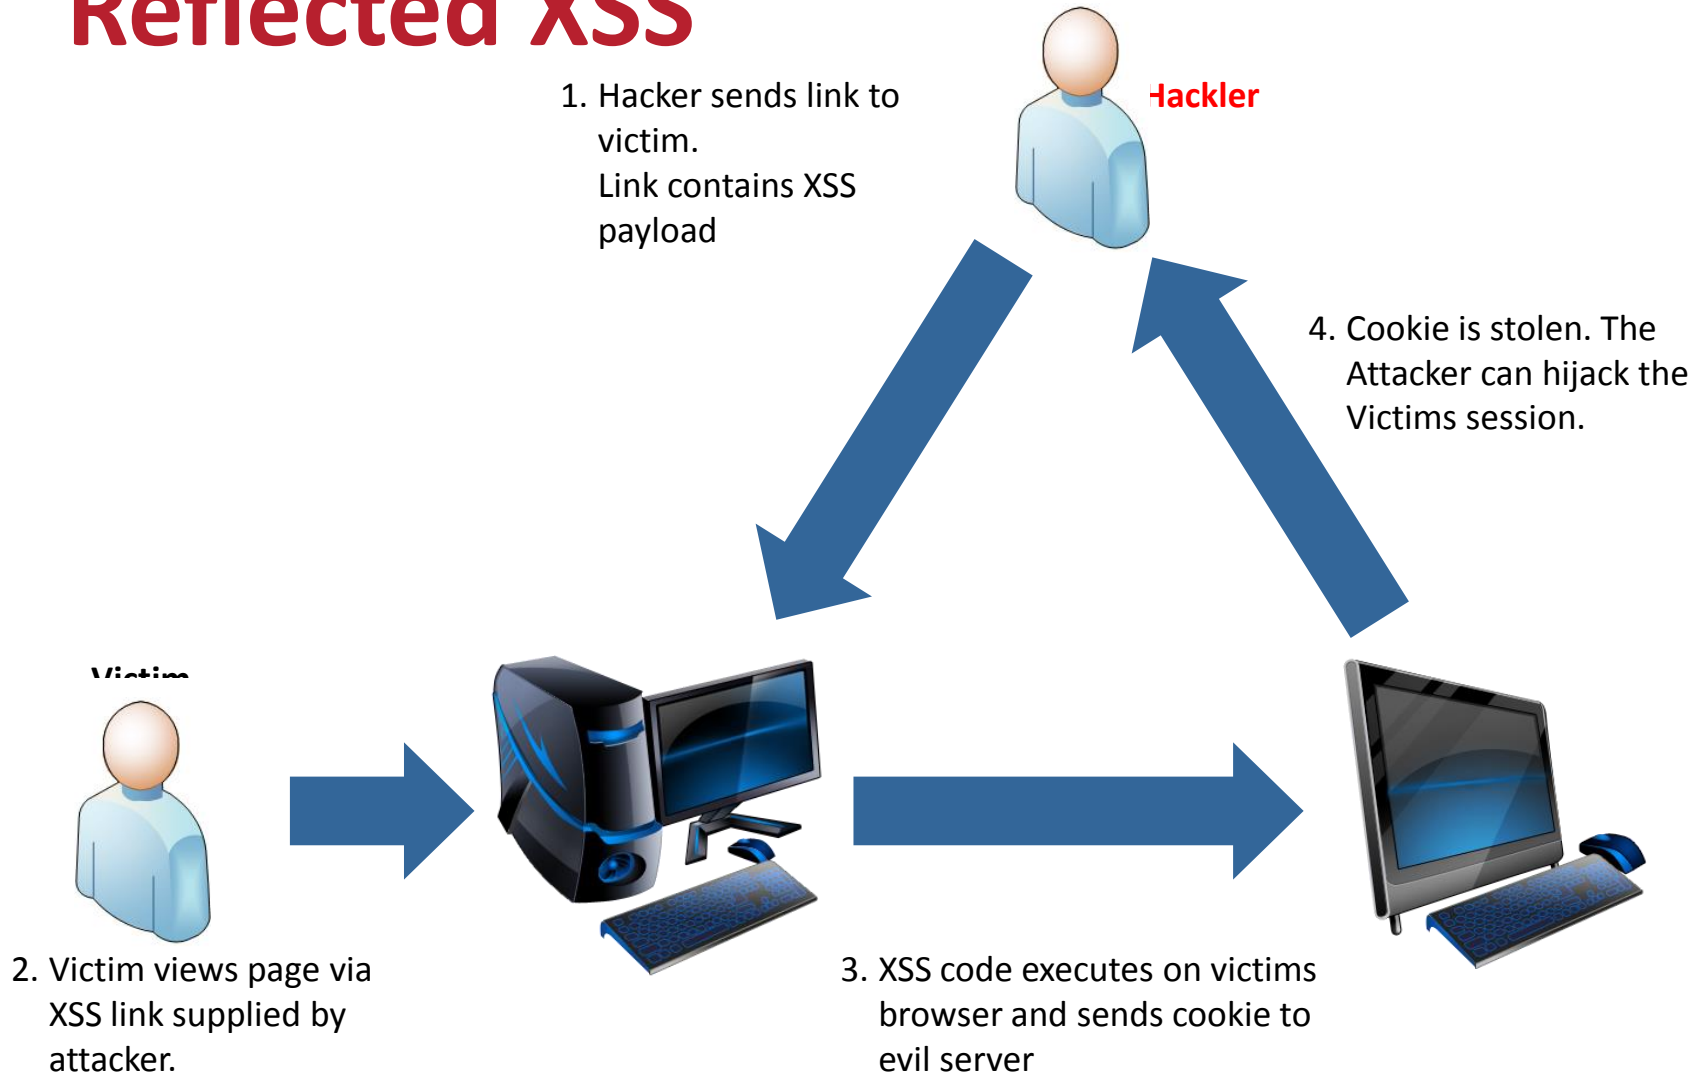 Reflected XSS
1. Hacker sends link to
victim.
Link contains XSS
payload
Hackler
4. Cookie is stolen. The
Attacker can hijack the
Victims session.
Victim
2. Victim views page via
XSS link supplied by
attacker.
3. XSS code executes on victims
browser and sends cookie to
evil server